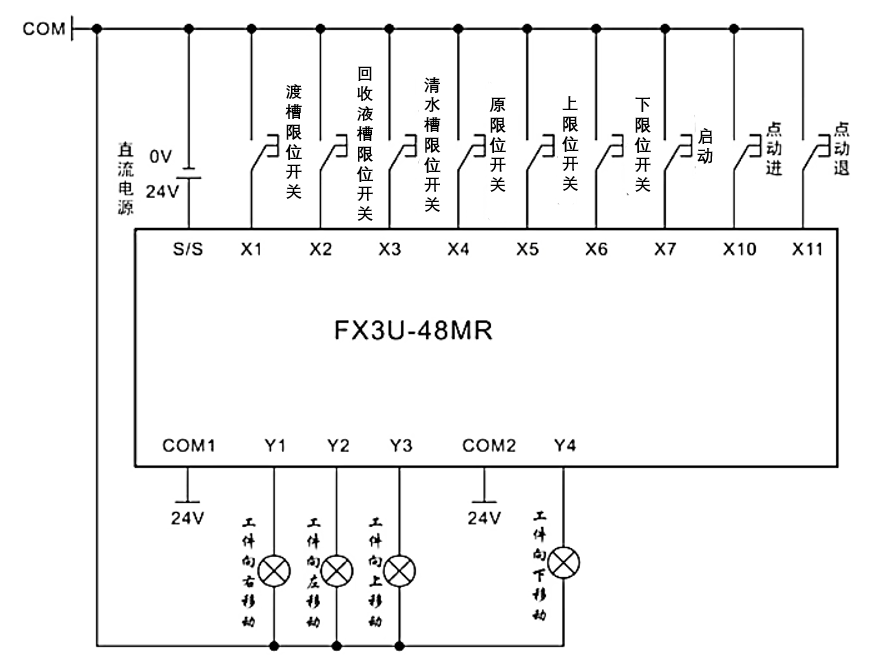 COM
直流电源
0V
24V
渡槽限位开关
回收液槽限位开关
清水槽限位开关
原限位开关
上限位开关
下限位开关
启动
点动进
点动退
S/S X1 X2 X3 X4 X5 X6 X7 X10 X11
FX3U-48MR
COM1 Y1 Y2 Y3 COM2 Y4
24V
24V
工件向右移动
工件向左移动
工件向上移动
工件向下移动